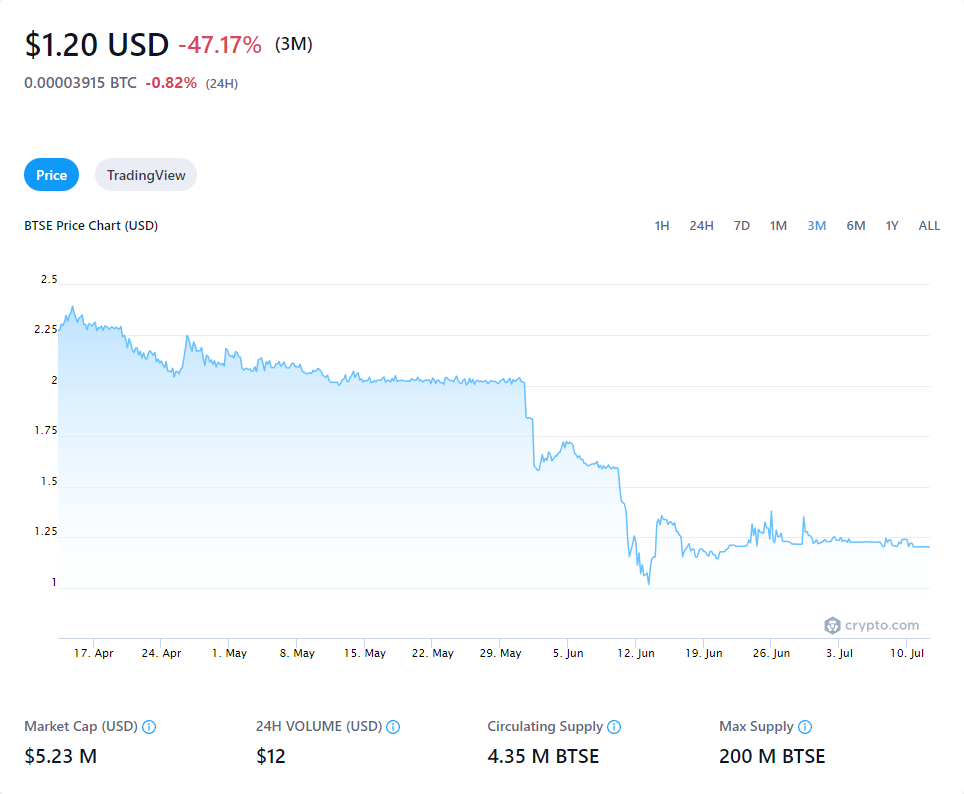 $1.20 USD -47.17% (3M)
0.00003915 BTC -0.82% (24H)
Price TradingView
BTSE Price Chart (USD)
1H 24H 7D 1M 3M 6M 1Y ALL
2.5
2.25
2
1.75
1.5
1.25
1
crypto.com
17. Apr 24. Apr 1. May 8. May 15. May 22. May 29. May 5. Jun 12. Jun 19. Jun 26. Jun 3. Jul 10. Jul
Market Cap (USD) 24H VOLUME (USD) Circulating Supply Max Supply
$5.23 M $12 4.35 M BTSE 200 M BTSE